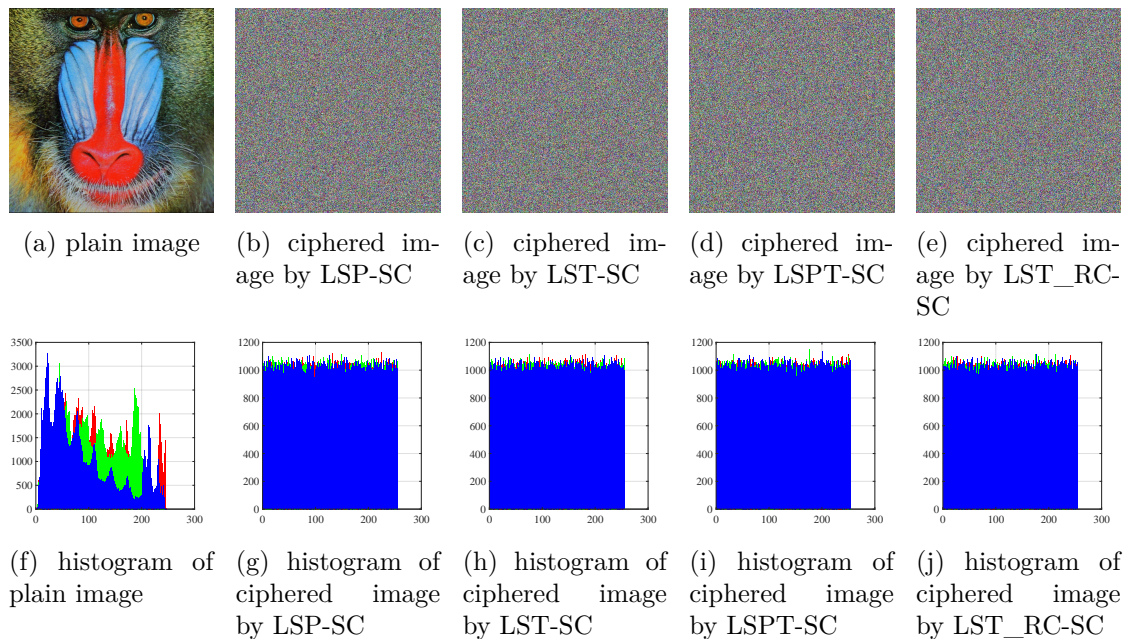 (a) plain image
(b) ciphered im-
age by LSP-SC
(c) ciphered im-
age by LST-SC
(d) ciphered im-
age by LSPT-SC
(e) ciphered im-
age by LST_RC-
SC
3500
3000
2500
2000
1500
1000
500
0
0 100 200 300
1200
1000
800
600
400
200
0
0 100 200 300
1200
1000
800
600
400
200
0
0 100 200 300
1200
1000
800
600
400
200
0
0 100 200 300
1200
1000
800
600
400
200
0
0 100 200 300
(f) histogram of
plain image
(g) histogram of
ciphered image
by LSP-SC
(h) histogram of
ciphered image
by LST-SC
(i) histogram of
ciphered image
by LSPT-SC
(j) histogram of
ciphered image
by LST_RC-SC